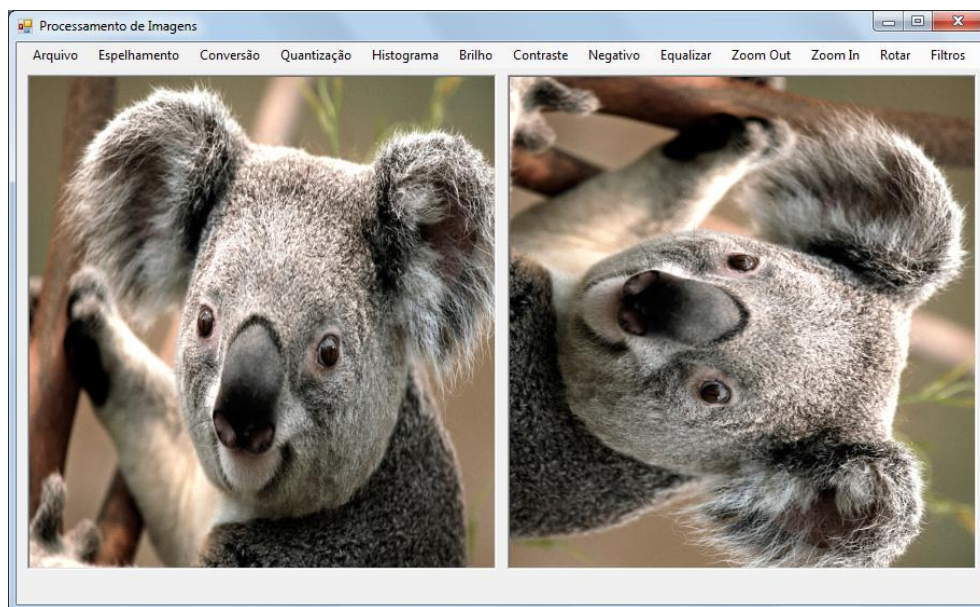 Processamento de Imagens
Arquivo Espelhamento Conversão Quantização Histograma Brilho Contraste Negativo Equalizar Zoom Out Zoom In Rotar Filtros